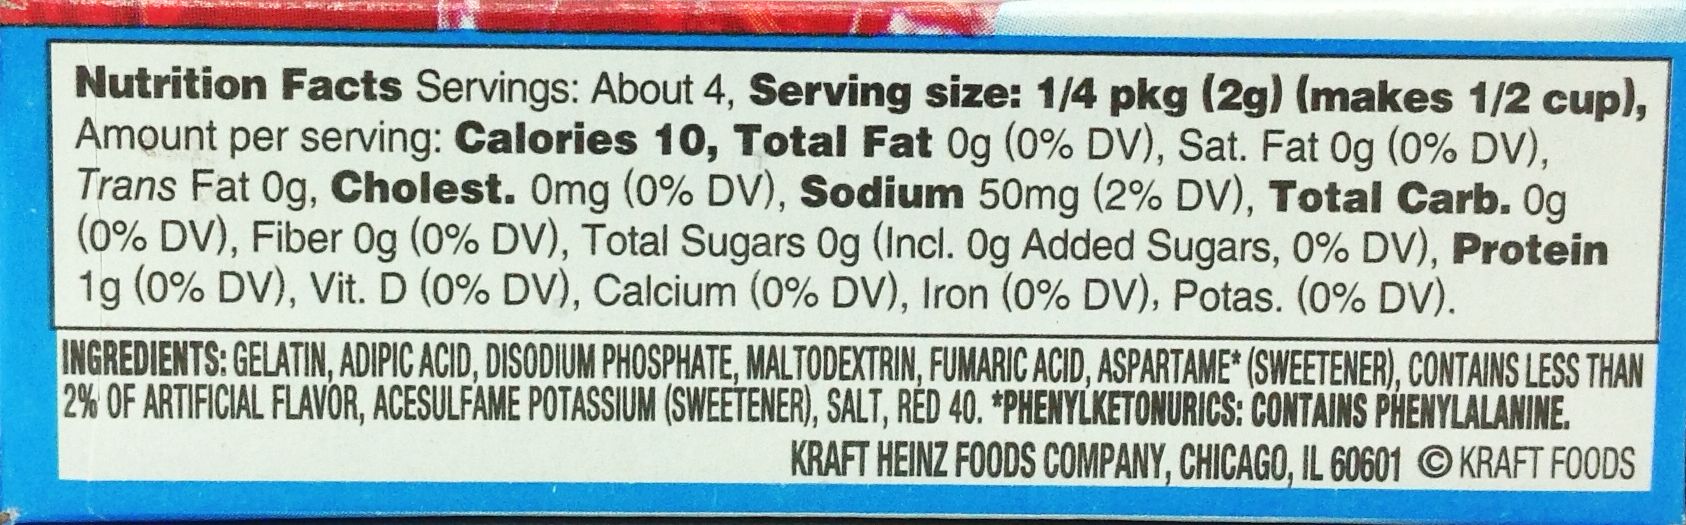 Nutrition Facts Servings: About 4, Serving size: 1/4 pkg (2g) (makes 1/2 cup),
Amount per serving: Calories 10, Total Fat 0g (0% DV), Sat. Fat 0g (0% DV),
Trans Fat 0g, Cholest. 0mg (0% DV), Sodium 50mg (2% DV), Total Carb. 0g
(0% DV), Fiber 0g (0% DV), Total Sugars 0g (Incl. 0g Added Sugars, 0% DV), Protein
1g (0% DV), Vit. D (0% DV), Calcium (0% DV), Iron (0% DV), Potas. (0% DV).
INGREDIENTS: GELATIN, ADIPIC ACID, DISODIUM PHOSPHATE, MALTODEXTRIN, FUMARIC ACID, ASPARTAME* (SWEETENER), CONTAINS LESS THAN
2% OF ARTIFICIAL FLAVOR, ACESULFAME POTASSIUM (SWEETENER), SALT, RED 40. *PHENYLKETONURICS: CONTAINS PHENYLALANINE.
KRAFT HEINZ FOODS COMPANY, CHICAGO, IL 60601 © KRAFT FOODS